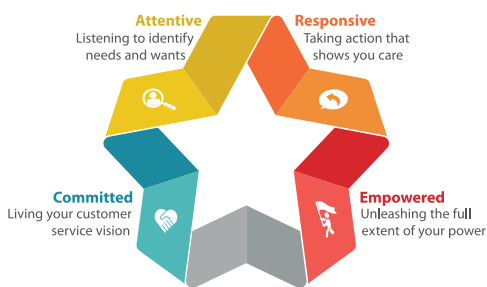 Attentive
Listening to identify
needs and wants
Responsive
Taking action that
shows you care
Committed
Living your customer
service vision
Empowered
Unleashing the full
extent of your power